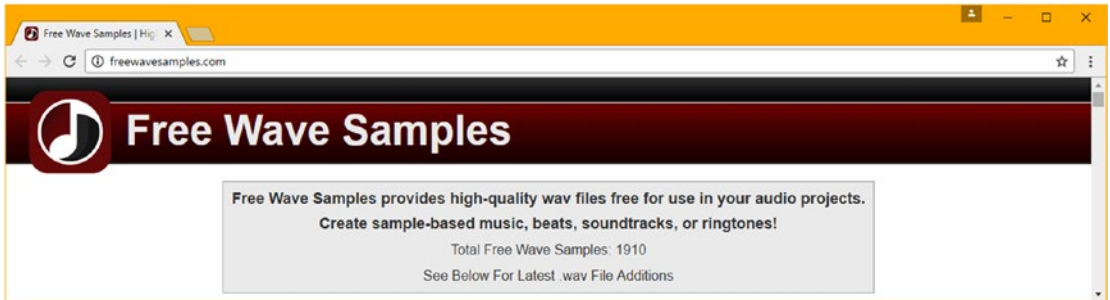 Free Wave Samples | Hig
freewavesamples.com
Free Wave Samples
Free Wave Samples provides high-quality wav files free for use in your audio projects.
Create sample-based music, beats, soundtracks, or ringtones!
Total Free Wave Samples: 1910
See Below For Latest .wav File Additions